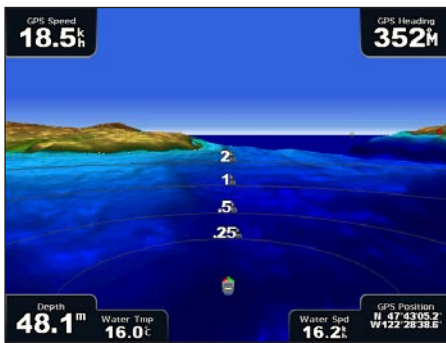 GPS Speed
18.5kh
GPS Heading
352°M
2
1
.5
.25
Depth
48.1m
Water Tmp
16.0°C
Water Spd
16.2kh
GPS Position
N 47°43'05.2"
W122°28'38.6"